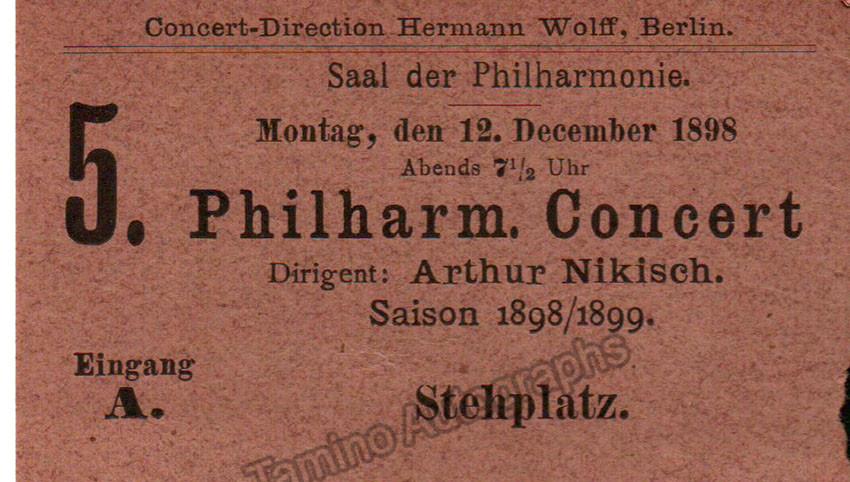 Concert-Direction Hermann Wolff, Berlin.
Saal der Philharmonie.
Montag, den 12. December 1898
Abends 7½ Uhr
5. Philharm. Concert
Dirigent: Arthur Nikisch.
Saison 1898/1899.
Eingang
A.
Stehplatz.
Tamino Autographs